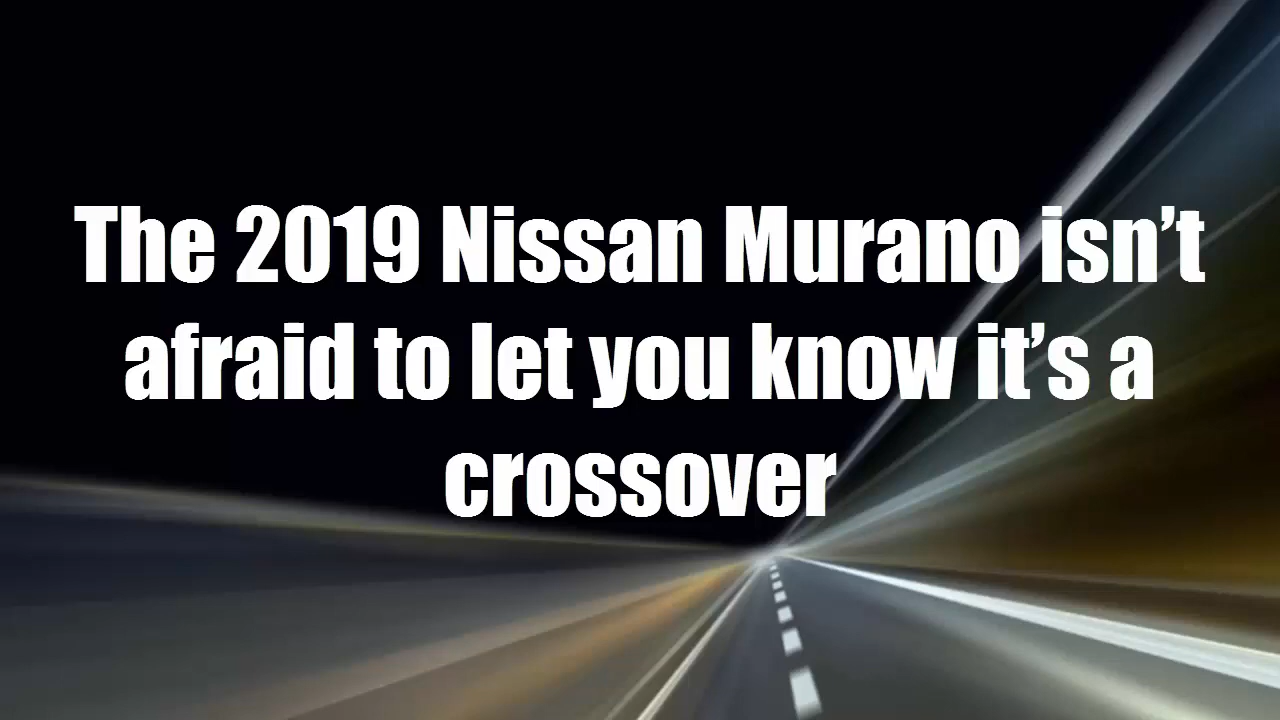 The 2019 Nissan Murano isn’t
afraid to let you know it’s a
crossover